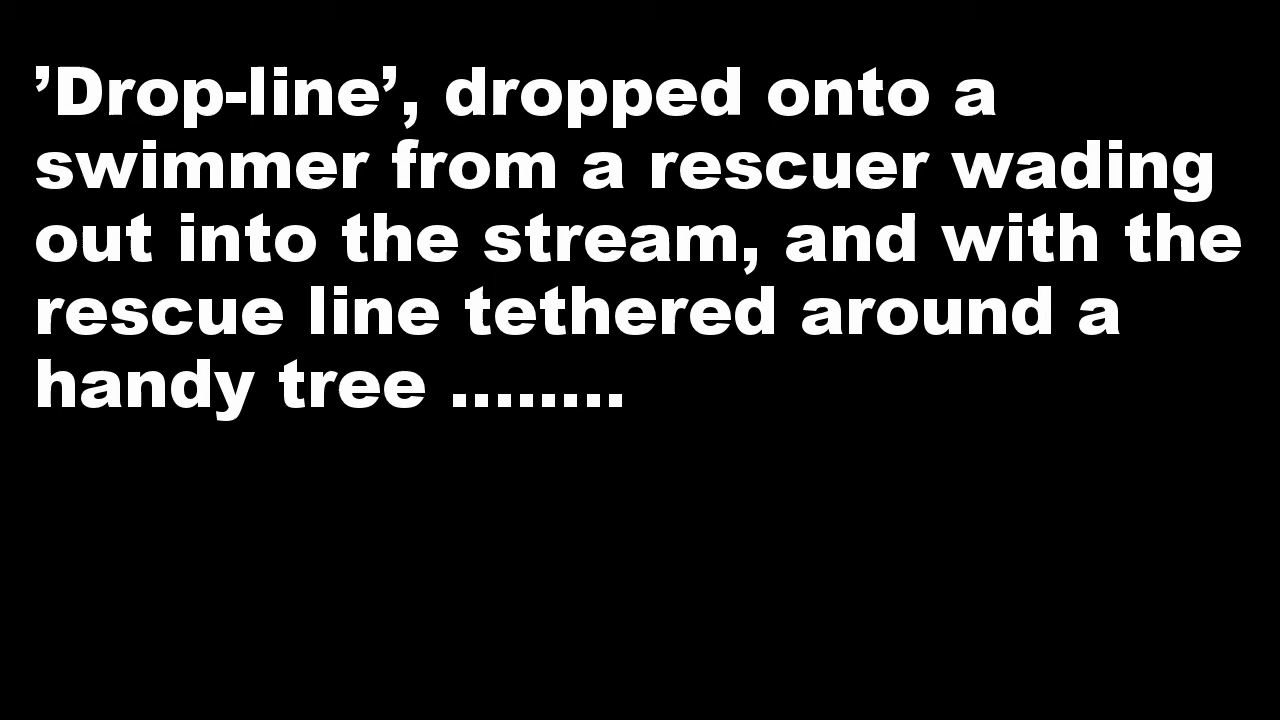 ’Drop-line’, dropped onto a
swimmer from a rescuer wading
out into the stream, and with the
rescue line tethered around a
handy tree ........